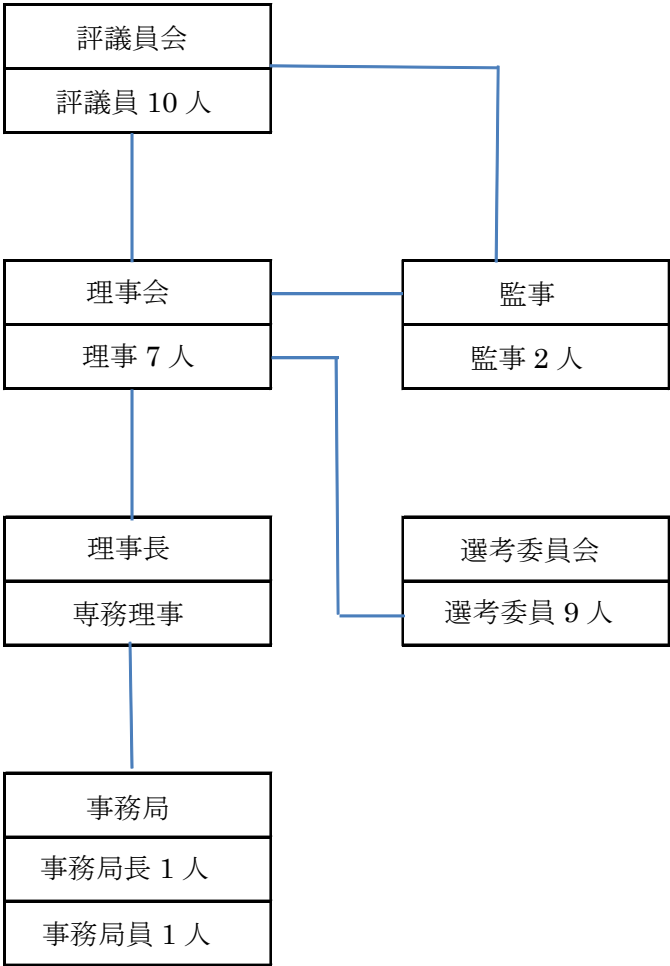 評議員会
評議員 10 人
理事会
理事 7 人
監事
監事 2 人
理事長
専務理事
選考委員会
選考委員 9 人
事務局
事務局長 1 人
事務局員 1 人